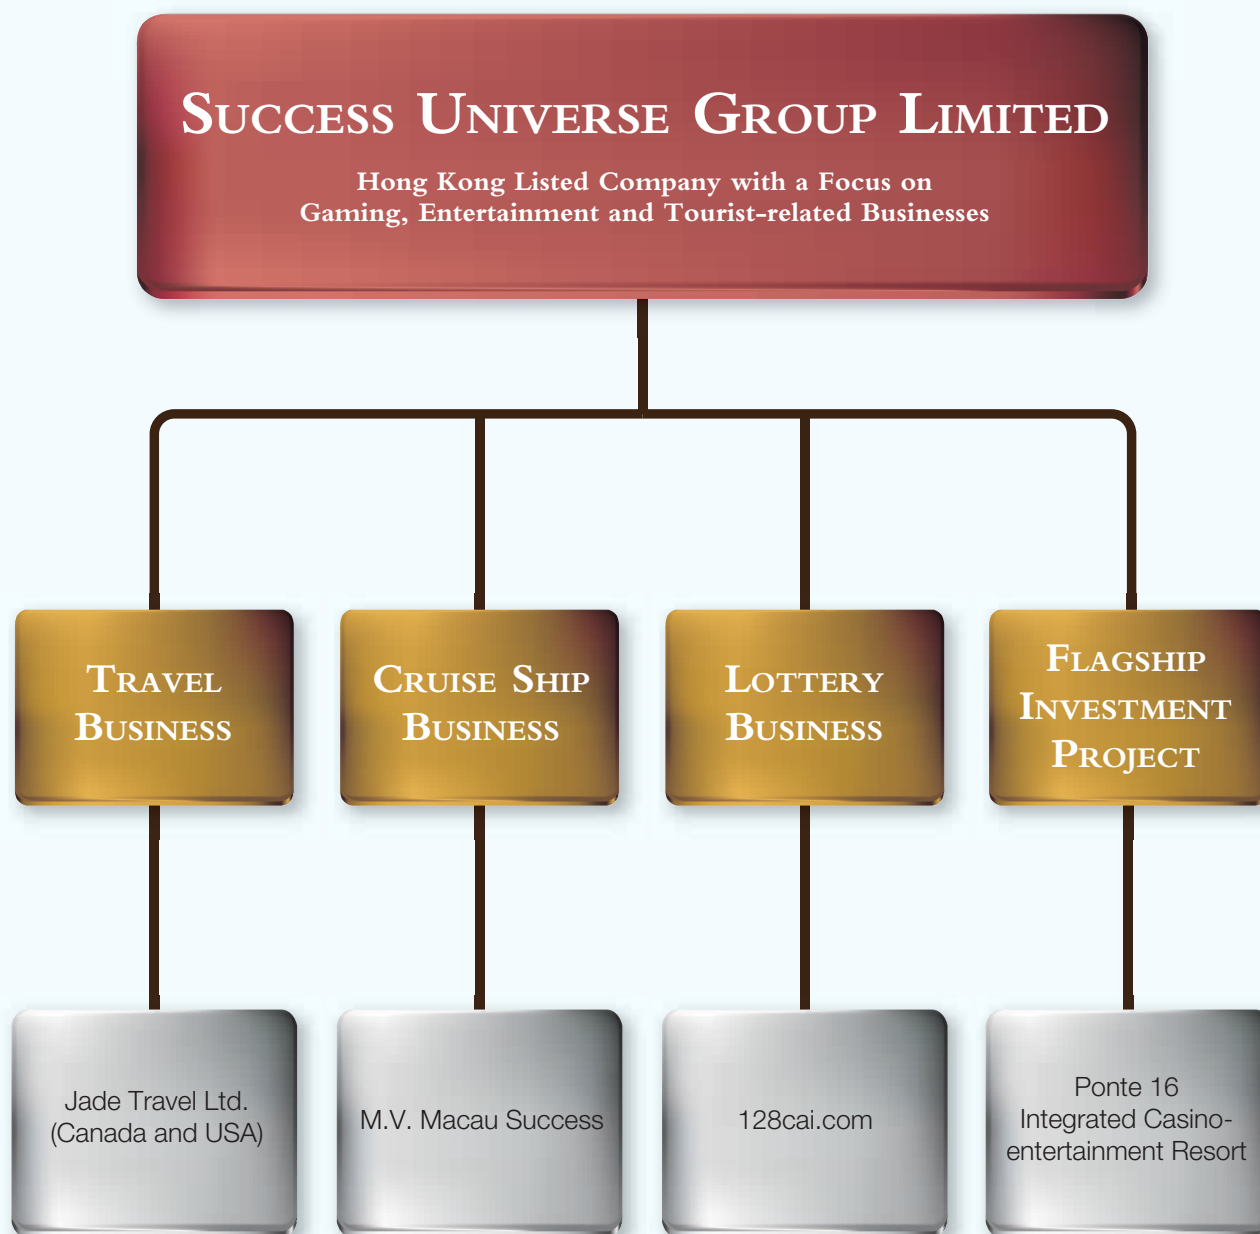 Success Universe Group Limited
Hong Kong Listed Company with a Focus on
Gaming, Entertainment and Tourist-related Businesses
Travel
Business
Cruise Ship
Business
Lottery
Business
Flagship
Investment
Project
Jade Travel Ltd.
(Canada and USA)
M.V. Macau Success
128cai.com
Ponte 16
Integrated Casino-
entertainment Resort